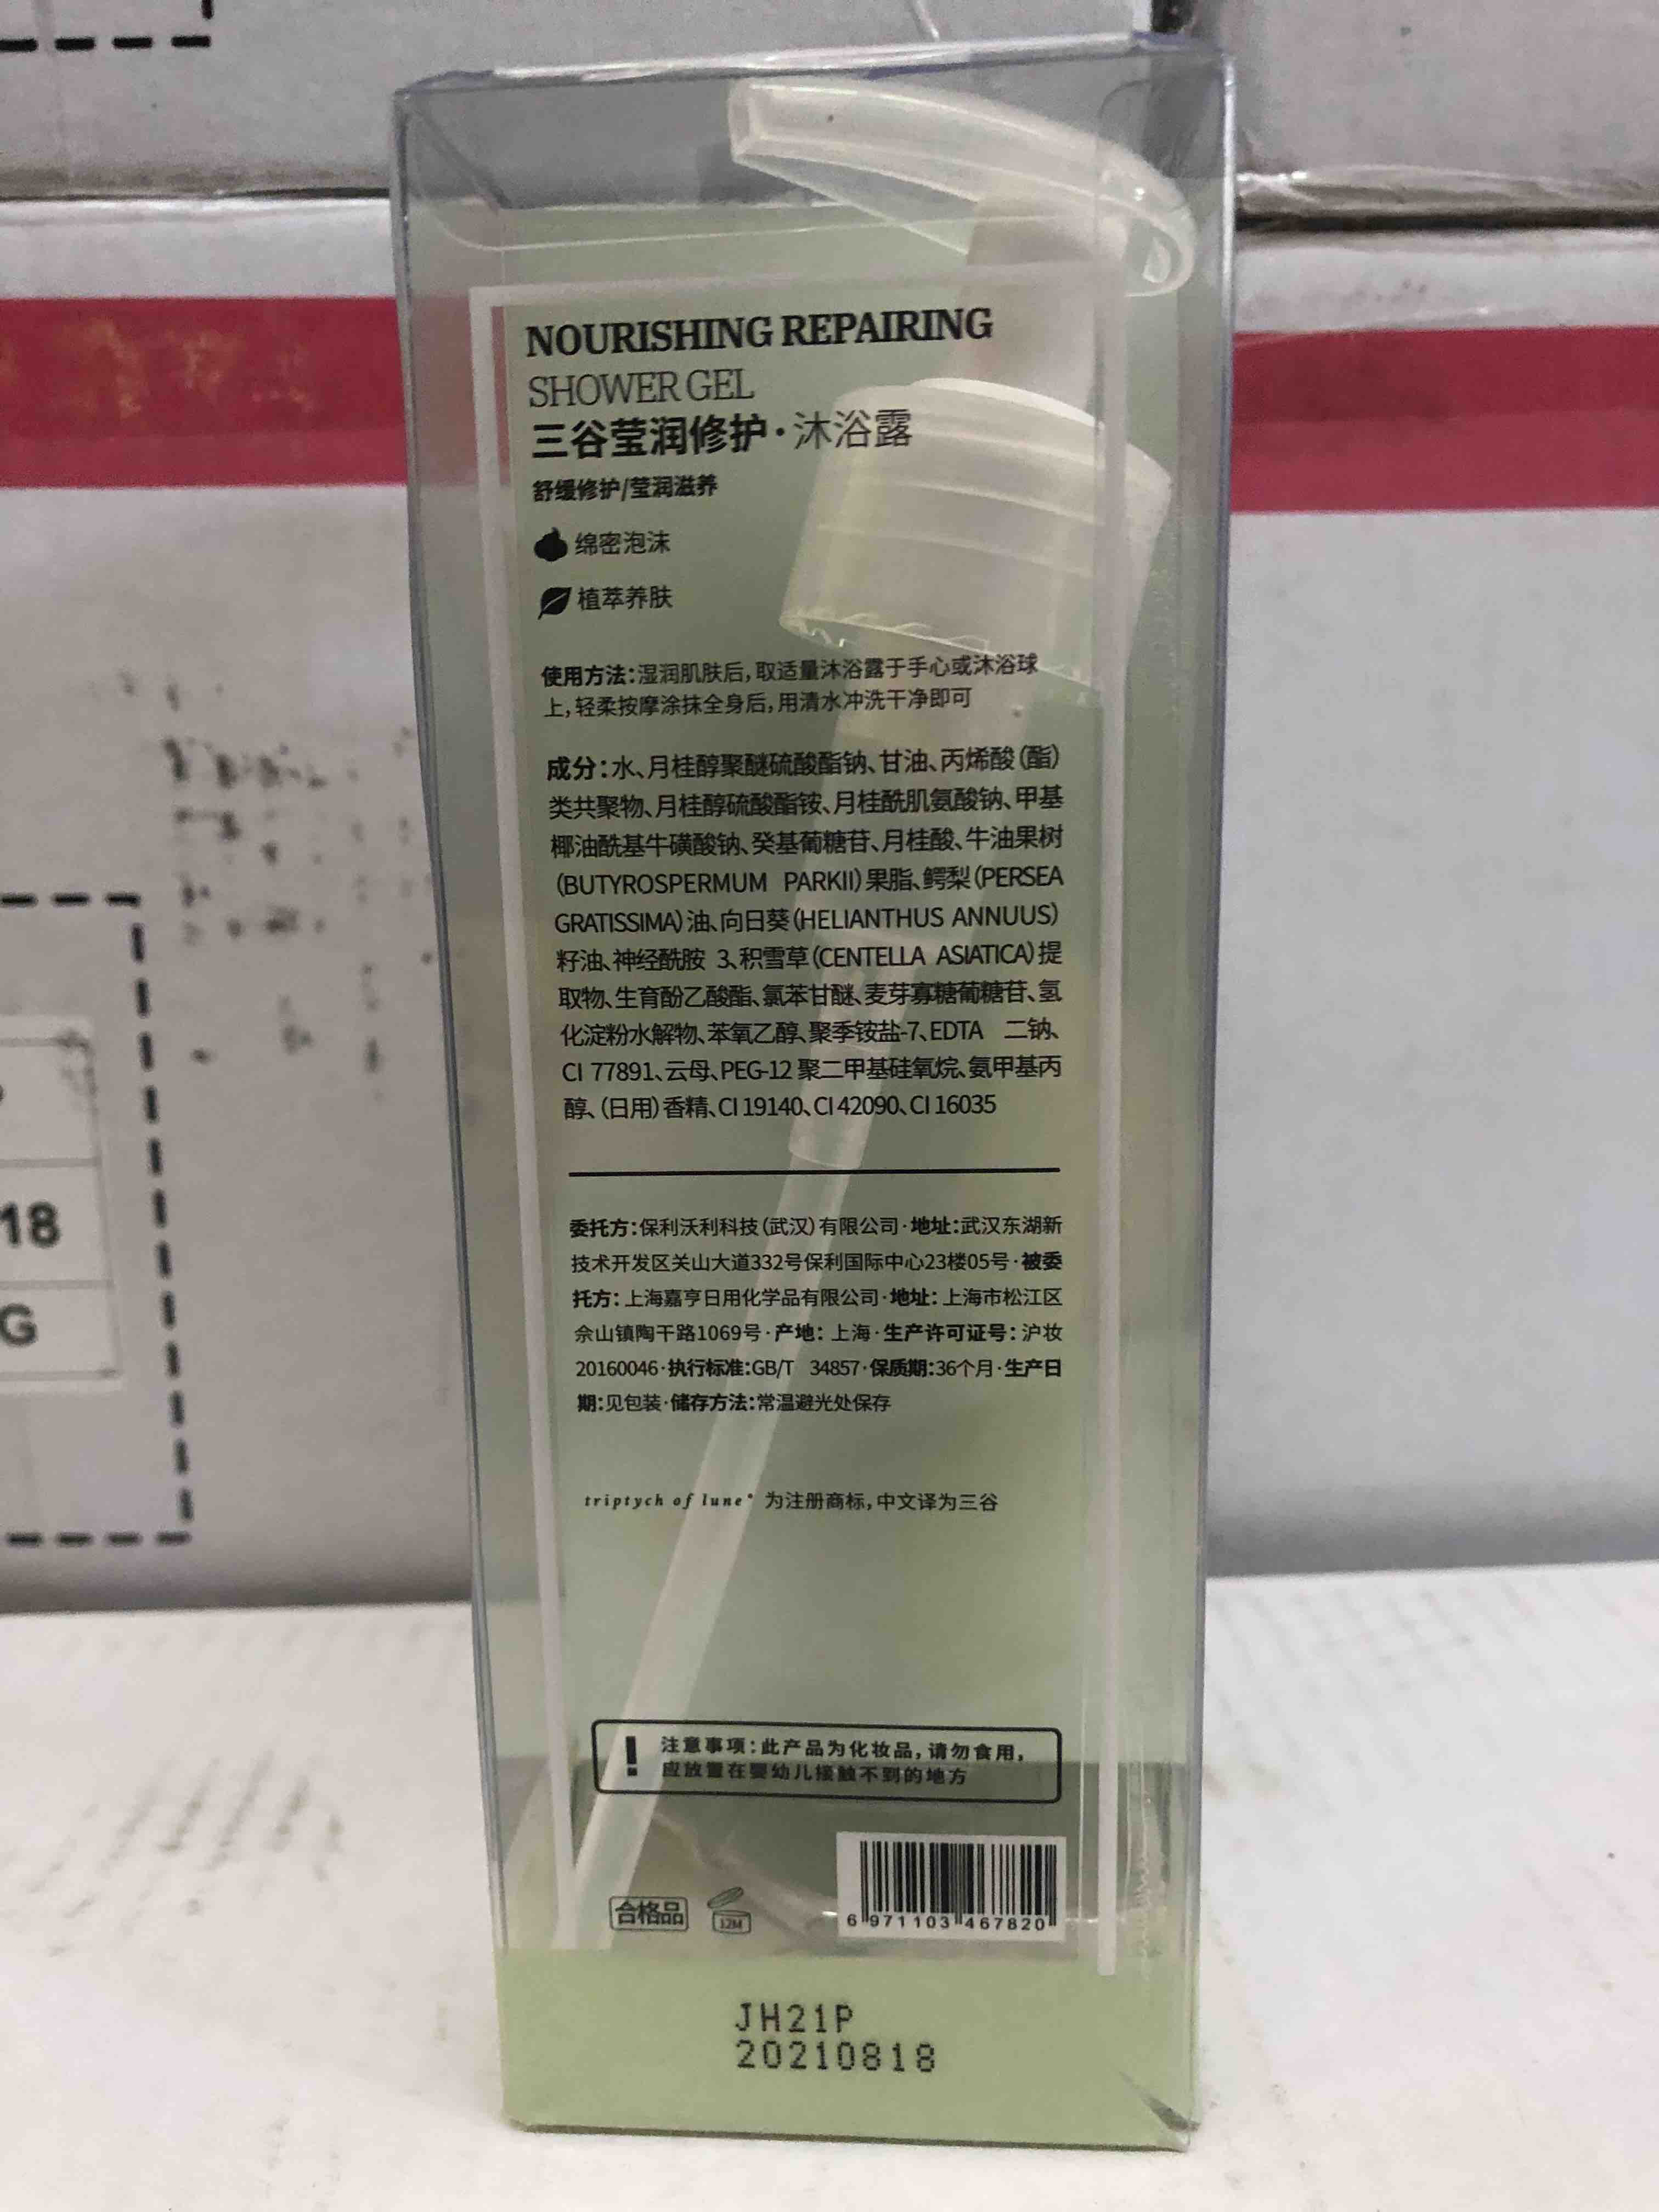 NOURISHING REPAIRING
SHOWER GEL
三谷莹润修护·沐浴露
舒缓修护/莹润滋养
绵密泡沫
植萃养肤
使用方法:湿润肌肤后,取适量沐浴露于手心或沐浴球
上,轻柔按摩涂抹全身后,用清水冲洗干净即可
成分:水、月桂醇聚醚硫酸酯钠、甘油、丙烯酸(酯)
类共聚物、月桂醇硫酸酯铵、月桂酰肌氨酸钠、甲基
椰油酰基牛磺酸钠、癸基葡糖苷、月桂酸、牛油果树
(BUTYROSPERMUM PARKII)果脂、鳄梨(PERSEA
GRATISSIMA)油、向日葵(HELIANTHUS ANNUUS)
籽油、神经酰胺 3、积雪草(CENTELLA ASIATICA)提
取物、生育酚乙酸酯、氯苯甘醚、麦芽寡糖葡糖苷、氢
化淀粉水解物、苯氧乙醇、聚季铵盐-7、EDTA 二钠、
CI 77891、云母、PEG-12 聚二甲基硅氧烷、氨甲基丙
醇、(日用)香精、CI 19140、CI 42090、CI 16035
委托方:保利沃利科技(武汉)有限公司·地址:武汉东湖新
技术开发区关山大道332号保利国际中心23楼05号·被委
托方:上海嘉亨日用化学品有限公司·地址:上海市松江区
佘山镇陶干路1069号·产地:上海·生产许可证号:沪妆
20160046·执行标准:GB/T 34857·保质期:36个月·生产日
期:见包装·储存方法:常温避光处保存
triptych of lune® 为注册商标,中文译为三谷
! 注意事项:此产品为化妆品,请勿食用,
应放置在婴幼儿接触不到的地方
合格品 12M
6 971103 467820
JH21P
20210818
18
G